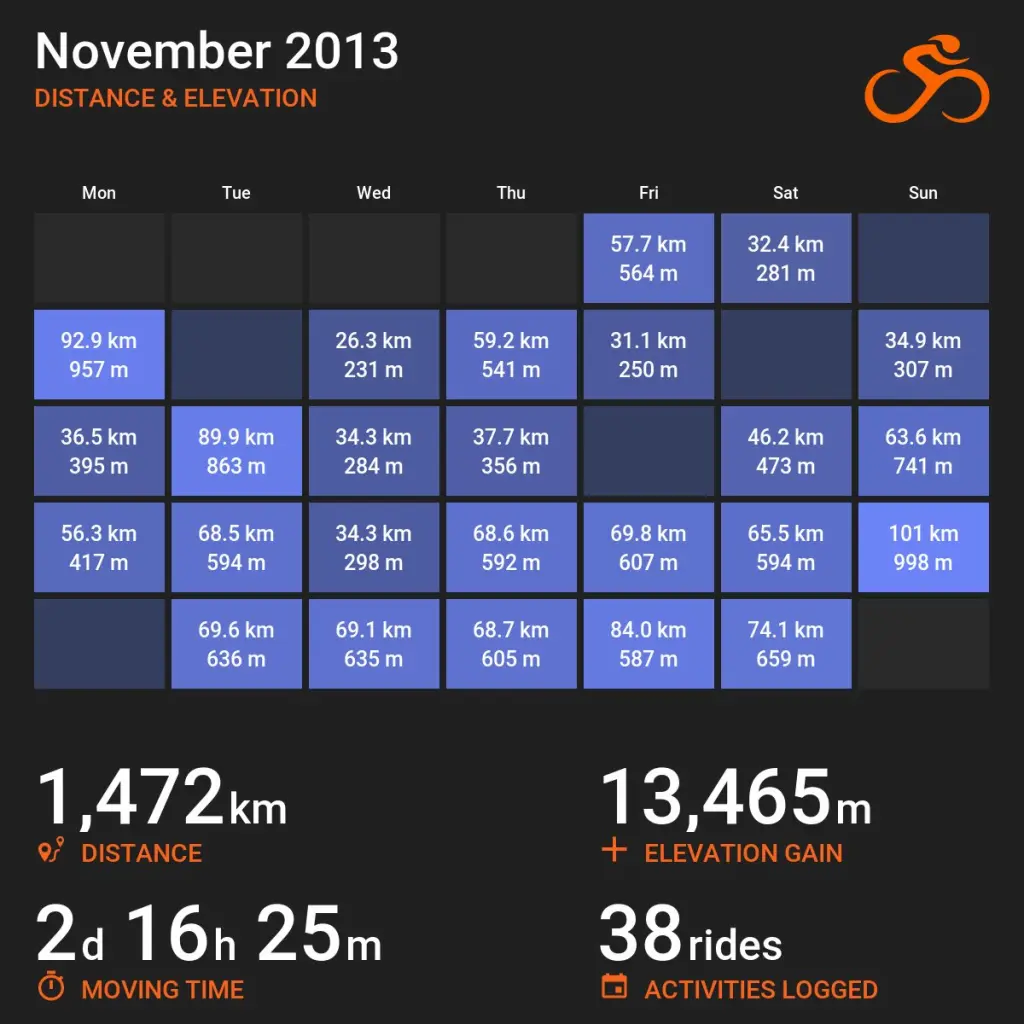 November 2013
DISTANCE & ELEVATION
Mon Tue Wed Thu Fri Sat Sun
57.7 km 32.4 km
564 m 281 m
92.9 km 26.3 km 59.2 km 31.1 km 34.9 km
957 m 231 m 541 m 250 m 307 m
36.5 km 89.9 km 34.3 km 37.7 km 46.2 km 63.6 km
395 m 863 m 284 m 356 m 473 m 741 m
56.3 km 68.5 km 34.3 km 68.6 km 69.8 km 65.5 km 101 km
417 m 594 m 298 m 592 m 607 m 594 m 998 m
69.6 km 69.1 km 68.7 km 84.0 km 74.1 km
636 m 635 m 605 m 587 m 659 m
1,472km 13,465m
DISTANCE ELEVATION GAIN
2d 16h 25m 38rides
MOVING TIME ACTIVITIES LOGGED